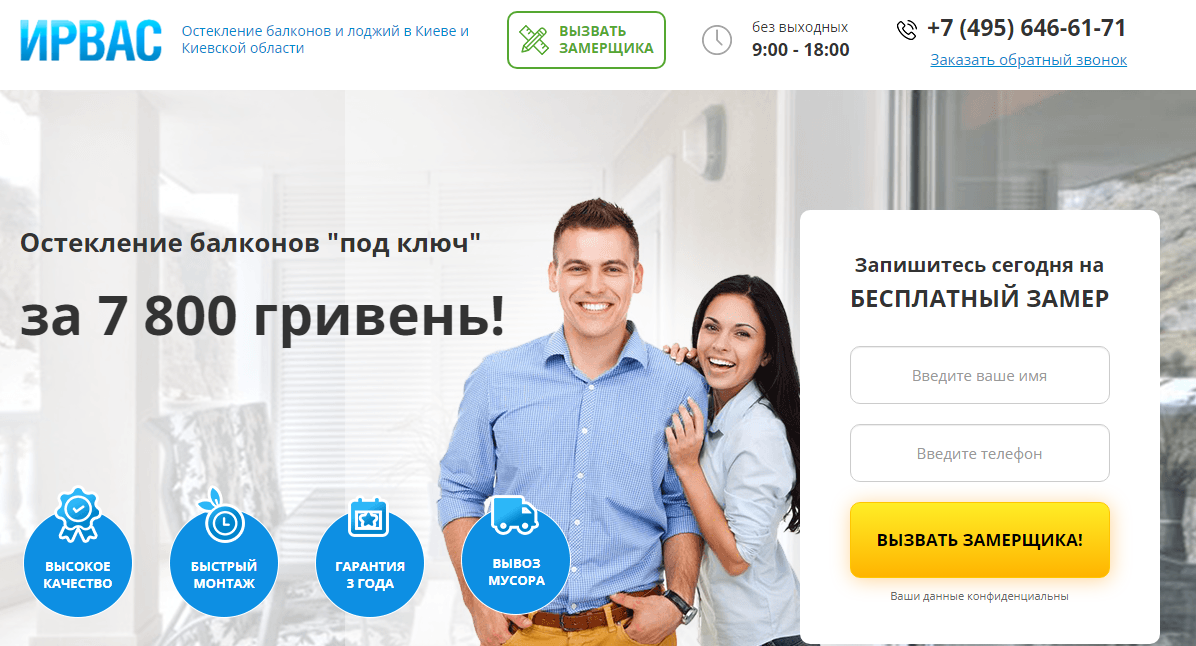 ИРВАС
Остекление балконов и лоджий в Киеве и
Киевской области
ВЫЗВАТЬ
ЗАМЕРЩИКА
без выходных
9:00 - 18:00
+7 (495) 646-61-71
Заказать обратный звонок
Остекление балконов "под ключ"
за 7 800 гривень!
ВЫСОКОЕ
КАЧЕСТВО
БЫСТРЫЙ
МОНТАЖ
ГАРАНТИЯ
3 ГОДА
ВЫВОЗ
МУСОРА
Запишитесь сегодня на
БЕСПЛАТНЫЙ ЗАМЕР
Введите ваше имя
Введите телефон
ВЫЗВАТЬ ЗАМЕРЩИКА!
Ваши данные конфиденциальны